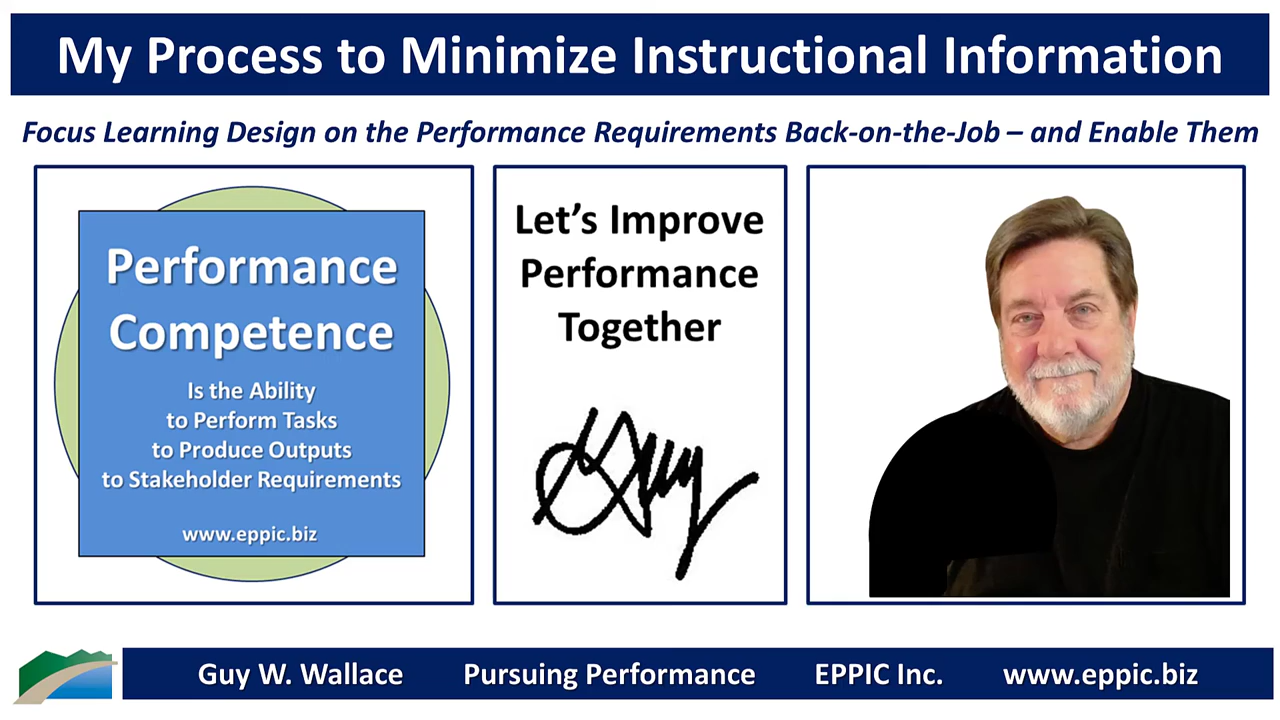 My Process to Minimize Instructional Information
Focus Learning Design on the Performance Requirements Back-on-the-Job – and Enable Them
Performance
Competence
Is the Ability
to Perform Tasks
to Produce Outputs
to Stakeholder Requirements
www.eppic.biz
Let's Improve
Performance
Together
Guy
Guy W. Wallace Pursuing Performance EPPIC Inc. www.eppic.biz